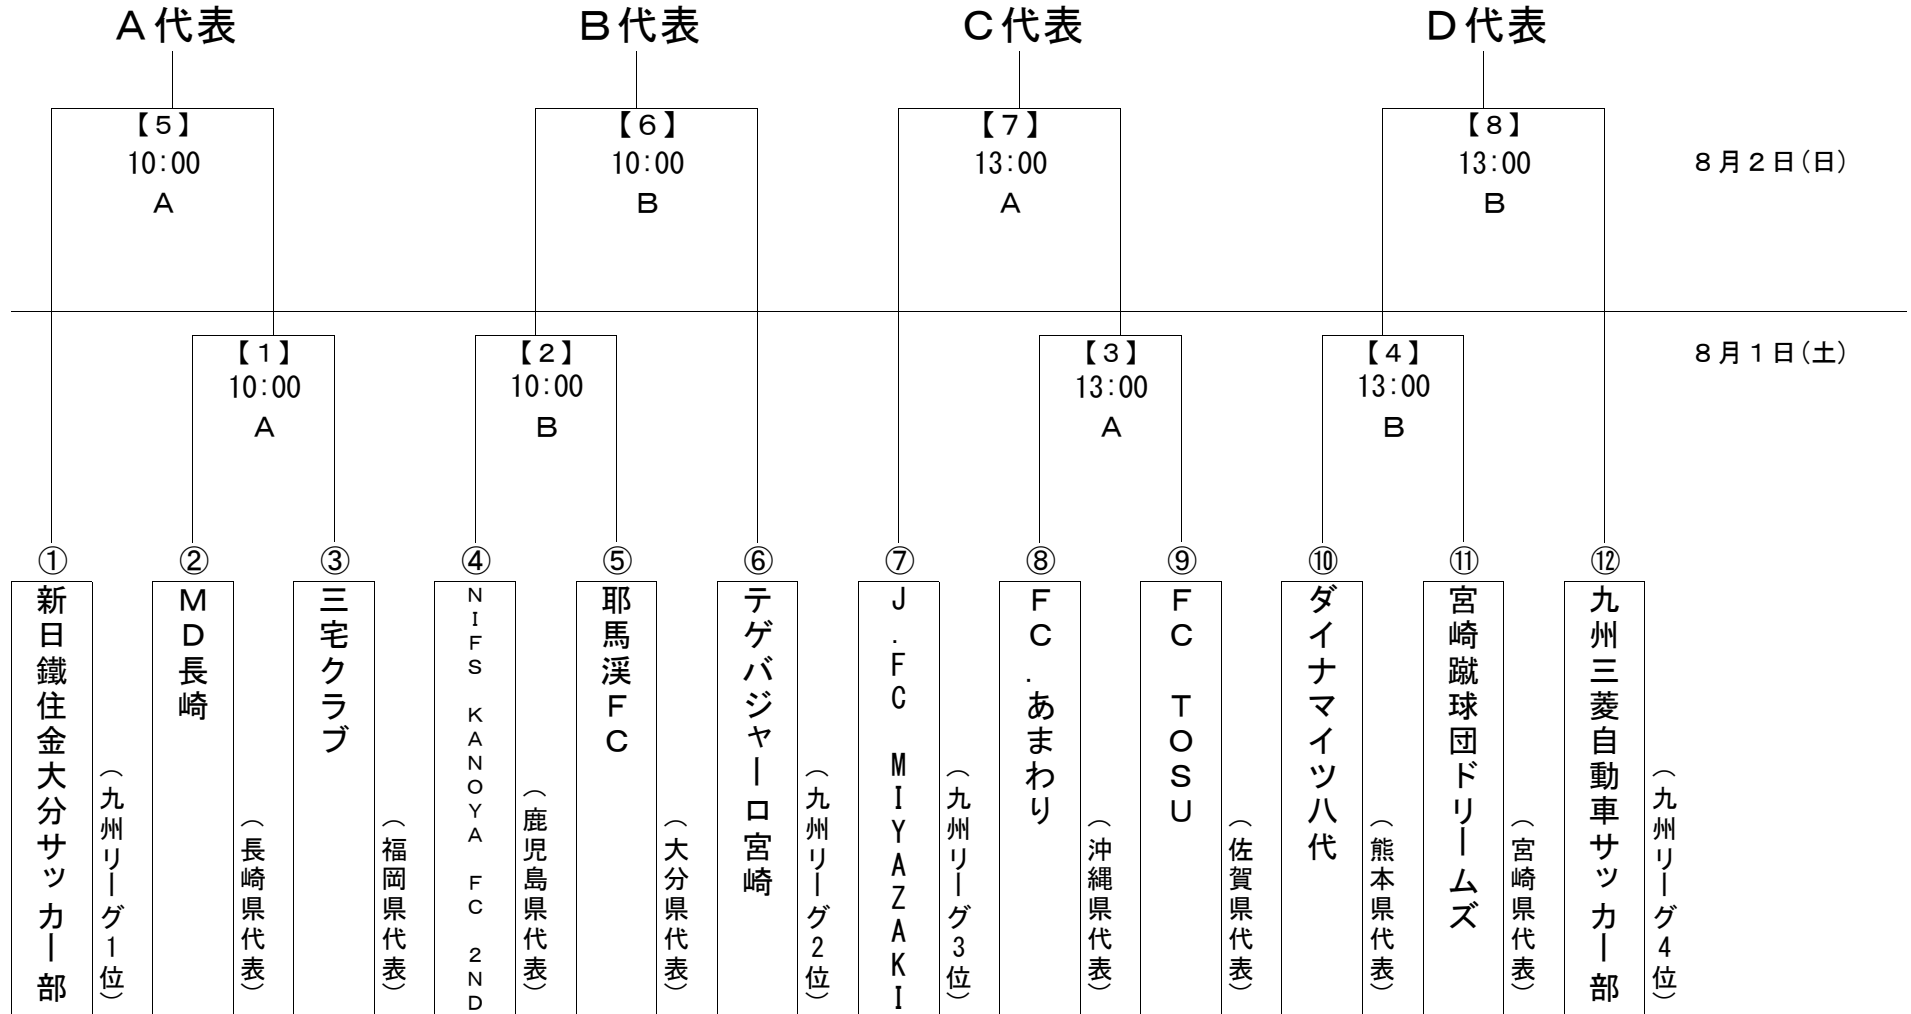 A代表
B代表
C代表
D代表
【5】
10:00
A
【6】
10:00
B
【7】
13:00
A
【8】
13:00
B
8月2日(日)
【1】
10:00
A
【2】
10:00
B
【3】
13:00
A
【4】
13:00
B
8月1日(土)
①
新日鐵住金大分サッカー部
(九州リーグ1位)
②
MD長崎
(長崎県代表)
③
三宅クラブ
(福岡県代表)
④
NIFS KANOYA FC 2ND
(鹿児島県代表)
⑤
耶馬渓FC
(大分県代表)
⑥
テゲバジャーロ宮崎
(九州リーグ2位)
⑦
J.FC MIYAZAKI
(九州リーグ3位)
⑧
FC.あまわり
(沖縄県代表)
⑨
FC TOSU
(佐賀県代表)
⑩
ダイナマイツ八代
(熊本県代表)
⑪
宮崎蹴球団ドリームズ
(宮崎県代表)
⑫
九州三菱自動車サッカー部
(九州リーグ4位)